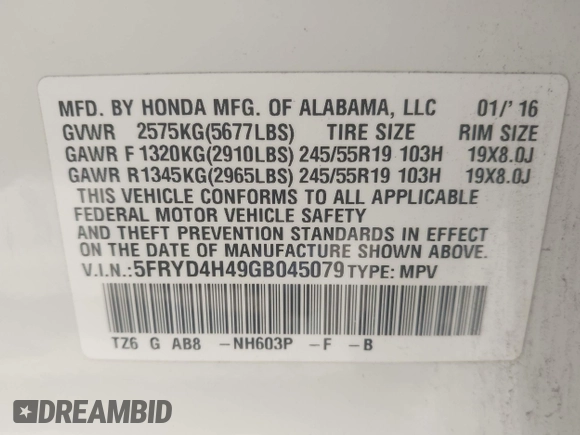 MFD. BY HONDA MFG. OF ALABAMA, LLC 01/'16
GVWR 2575KG(5677LBS) TIRE SIZE RIM SIZE
GAWR F 1320KG(2910LBS) 245/55R19 103H 19X8.0J
GAWR R 1345KG(2965LBS) 245/55R19 103H 19X8.0J
THIS VEHICLE CONFORMS TO ALL APPLICABLE
FEDERAL MOTOR VEHICLE SAFETY
AND THEFT PREVENTION STANDARDS IN EFFECT
ON THE DATE OF MANUFACTURE SHOWN ABOVE.
V.I.N.:5FRYD4H49GB045079 TYPE: MPV
TZ6 G AB8 -NH603P -F -B
DREAMBID